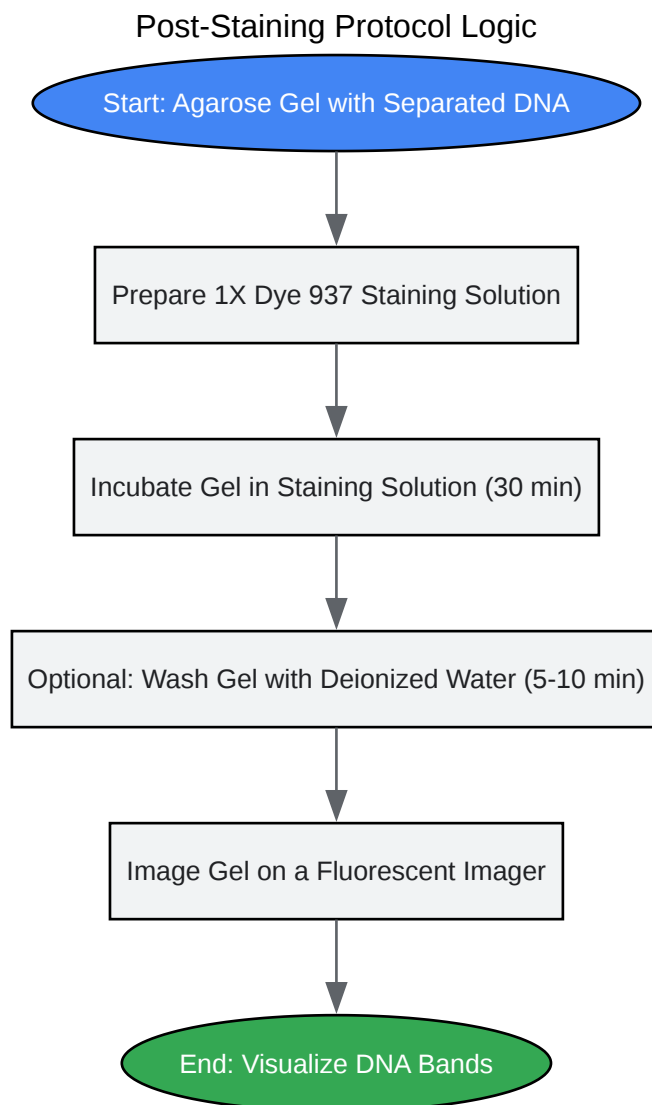 Post-Staining Protocol Logic
Start: Agarose Gel with Separated DNA
Prepare 1X Dye 937 Staining Solution
Incubate Gel in Staining Solution (30 min)
Optional: Wash Gel with Deionized Water (5-10 min)
Image Gel on a Fluorescent Imager
End: Visualize DNA Bands